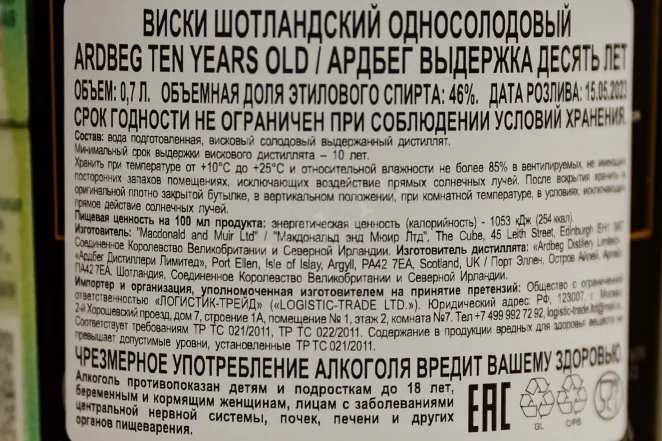 ВИСКИ ШОТЛАНДСКИЙ ОДНОСОЛОДОВЫЙ
ARDBEG TEN YEARS OLD / АРДБЕГ ВЫДЕРЖКА ДЕСЯТЬ ЛЕТ
ОБЪЕМ: 0,7 Л. ОБЪЕМНАЯ ДОЛЯ ЭТИЛОВОГО СПИРТА: 46%. ДАТА РОЗЛИВА: 15.05.2023
СРОК ГОДНОСТИ НЕ ОГРАНИЧЕН ПРИ СОБЛЮДЕНИИ УСЛОВИЙ ХРАНЕНИЯ.
Состав: вода подготовленная, висковый солодовый выдержанный дистиллят.
Минимальный срок выдержки вискового дистиллята – 10 лет.
Хранить при температуре от +10°С до +25°С и относительной влажности не более 85% в вентилируемых, не имеющих
посторонних запахов помещениях, исключающих воздействие прямых солнечных лучей. После вскрытия хранить в
оригинальной плотно закрытой бутылке, в вертикальном положении, при комнатной температуре, в условиях, исключающих
прямое действие солнечных лучей.
Пищевая ценность на 100 мл продукта: энергетическая ценность (калорийность) - 1053 кДж (254 ккал).
Изготовитель: "Macdonald and Muir Ltd" / "Макдональд энд Мюир Лтд", The Cube, 45 Leith Street, Edinburgh EH1
Соединенное Королевство Великобритании и Северной Ирландии. Изготовитель дистиллята: «Ardbeg Distillery Limited»
«Ардбег Дистиллери Лимитед», Port Ellen, Isle of Islay, Argyll, PA42 7EA, Scotland, UK / Порт Эллен, Остров Айлей,
РА42 7ЕА, Шотландия, Соединенное Королевство Великобритании и Северной Ирландии.
Импортер и организация, уполномоченная изготовителем на принятие претензий: Общество с ограниченной
ответственностью «ЛОГИСТИК-ТРЕЙД» («LOGISTIC-TRADE LTD.»). Юридический адрес: РФ, 123007, г. Москва
2-й Хорошевский проезд, дом 7, строение 1А, помещение № 1, этаж 2, комната №7. Тел +7 499 992 72 92,
Соответствует требованиям ТР ТС 021/2011, ТР ТС 022/2011. Содержание в продукции вредных для здоровья веществ не
превышает допустимые уровни, установленные ТР ТС 021/2011.
ЧРЕЗМЕРНОЕ УПОТРЕБЛЕНИЕ АЛКОГОЛЯ ВРЕДИТ ВАШЕМУ ЗДОРОВЬЮ
Алкоголь противопоказан детям и подросткам до 18 лет,
беременным и кормящим женщинам, лицам с заболеваниями
центральной нервной системы, почек, печени и других
органов пищеварения.
EAC
GL
C/PS